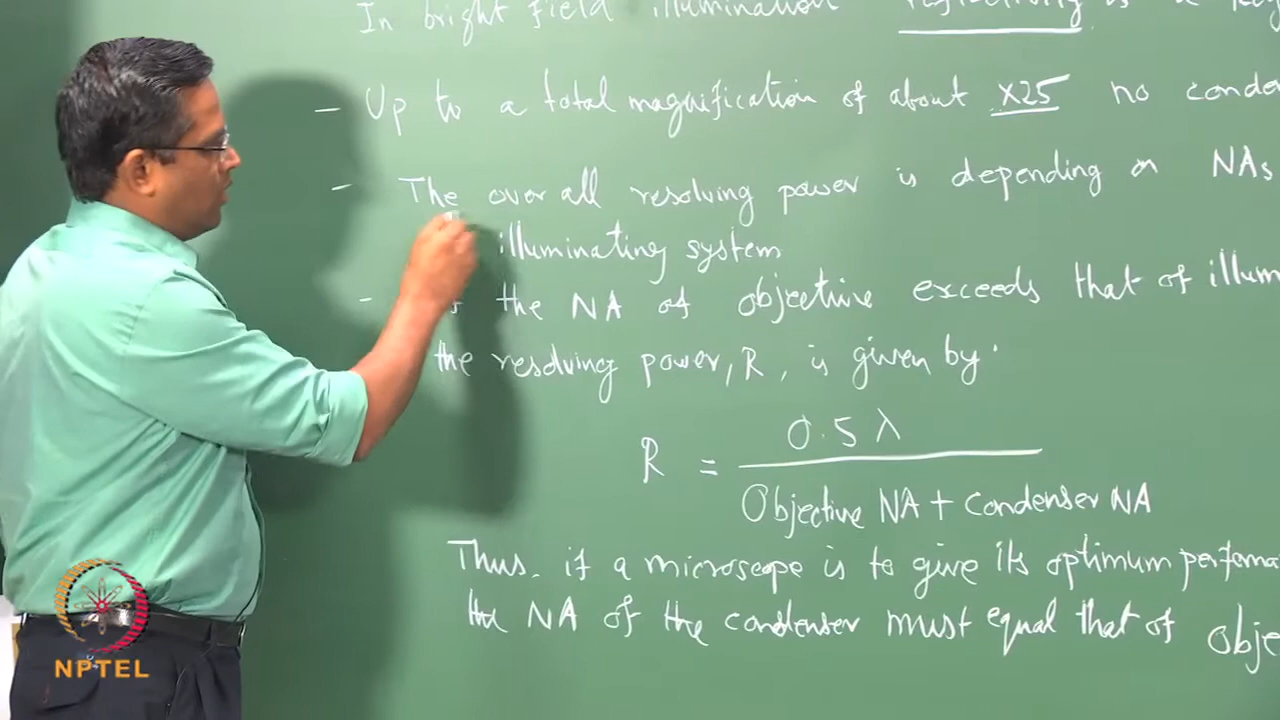 In bright field illumination reflectivity is a key
- Up to a total magnification of about X25 no conde
- The over all resolving power is depending on NAs
illuminating system
- the NA of objective exceeds that of illum
the resolving power, R, is given by.
R = 0.5 λ
Objective NA + condenser NA
Thus, if a microscope is to give its optimum performa
the NA of the condenser must equal that of Obje
NPTEL